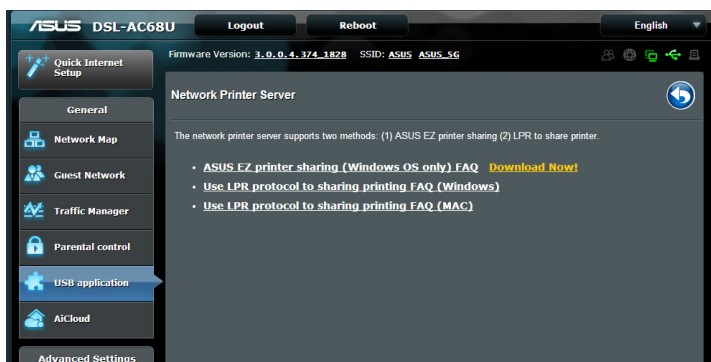 ASUS DSL-AC68U Logout Reboot English
Quick Internet Setup
Firmware Version: 3.0.0.4.374_1828 SSID: ASUS ASUS_5G
General
Network Map
Guest Network
Traffic Manager
Parental control
USB application
AiCloud
Advanced Settings
Network Printer Server
The network printer server supports two methods: (1) ASUS EZ printer sharing (2) LPR to share printer.
• ASUS EZ printer sharing (Windows OS only) FAQ Download Now!
• Use LPR protocol to sharing printing FAQ (Windows)
• Use LPR protocol to sharing printing FAQ (MAC)